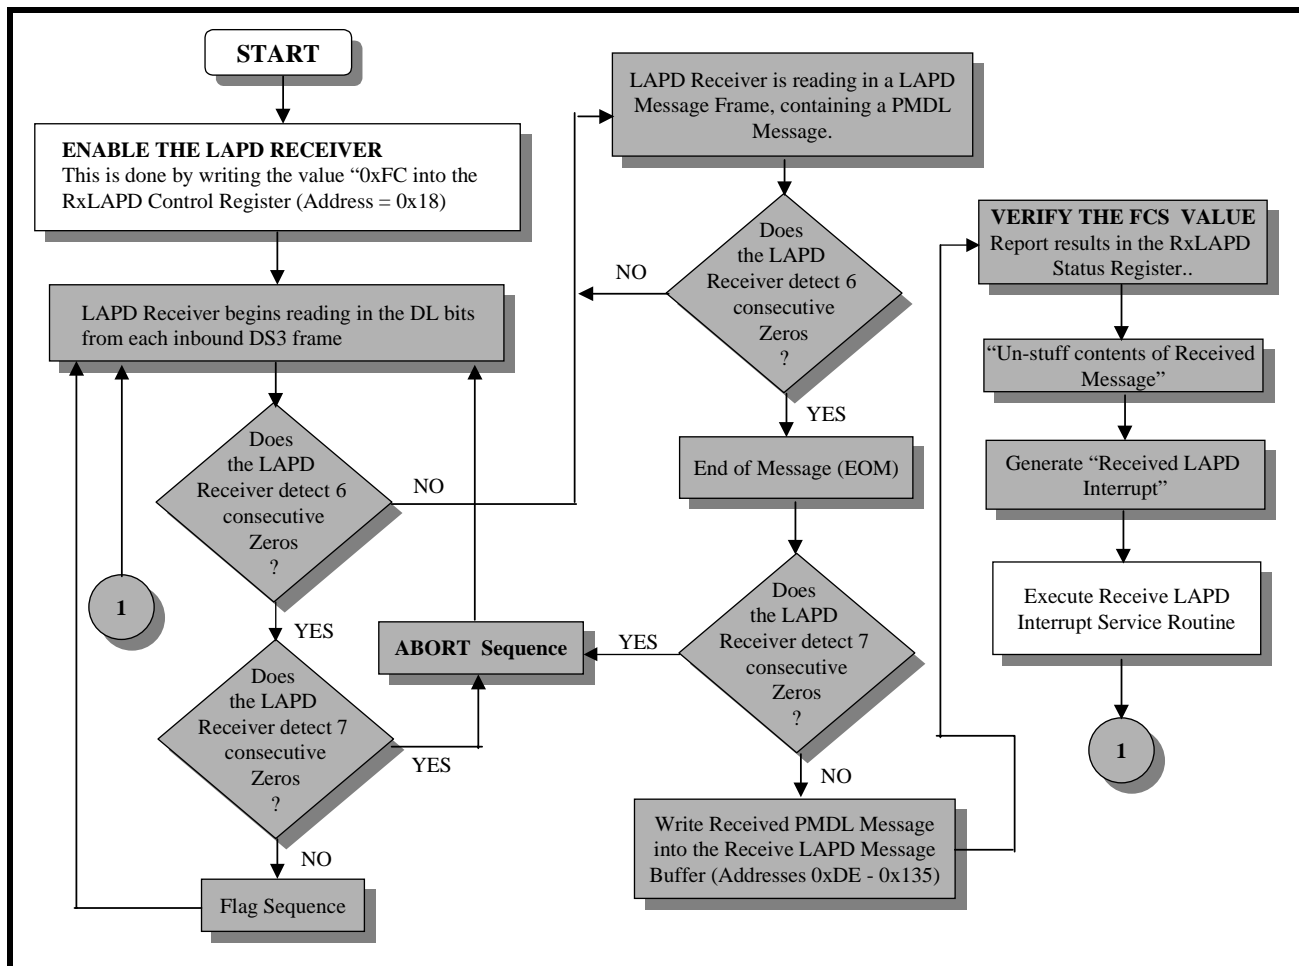 START
ENABLE THE LAPD RECEIVER
This is done by writing the value “0xFC into the
RxLAPD Control Register (Address = 0x18)
LAPD Receiver begins reading in the DL bits
from each inbound DS3 frame
Does
the LAPD
Receiver detect 6
consecutive
Zeros
?
NO
YES
1
Does
the LAPD
Receiver detect 7
consecutive
Zeros
?
YES
NO
Flag Sequence
ABORT Sequence
LAPD Receiver is reading in a LAPD
Message Frame, containing a PMDL
Message.
Does
the LAPD
Receiver detect 6
consecutive
Zeros
?
NO
YES
End of Message (EOM)
Does
the LAPD
Receiver detect 7
consecutive
Zeros
?
YES
NO
Write Received PMDL Message
into the Receive LAPD Message
Buffer (Addresses 0xDE - 0x135)
VERIFY THE FCS VALUE
Report results in the RxLAPD
Status Register..
“Un-stuff contents of Received
Message”
Generate “Received LAPD
Interrupt”
Execute Receive LAPD
Interrupt Service Routine
1